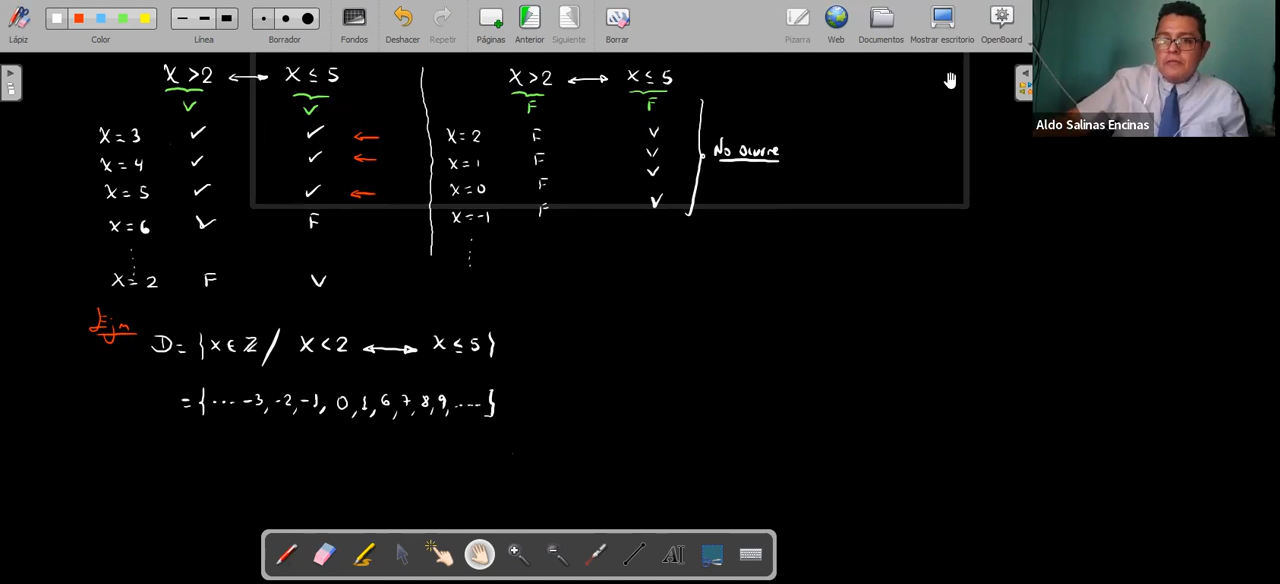 Lápiz Color Línea Borrador Fondos Deshacer Repetir Páginas Anterior Siguiente Borrar Pizarra Web Documentos Mostrar escritorio OpenBoard
Aldo Salinas Encinas
x > 2 ↔ x ≤ 5
V V
x = 3 ✓ ✓ ←
x = 4 ✓ ✓ ←
x = 5 ✓ ✓ ←
x = 6 ✓ F
⋮
x = 2 F V
x > 2 ↔ x ≤ 5
F F
x = 2 F V
x = 1 F V
x = 0 F V
x = -1 F V
⋮
No ocurre
Ejm
D = { x ∈ ℤ / x < 2 ↔ x ≤ 5 }
= { ... -3, -2, -1, 0, 1, 6, 7, 8, 9, .... }
AI